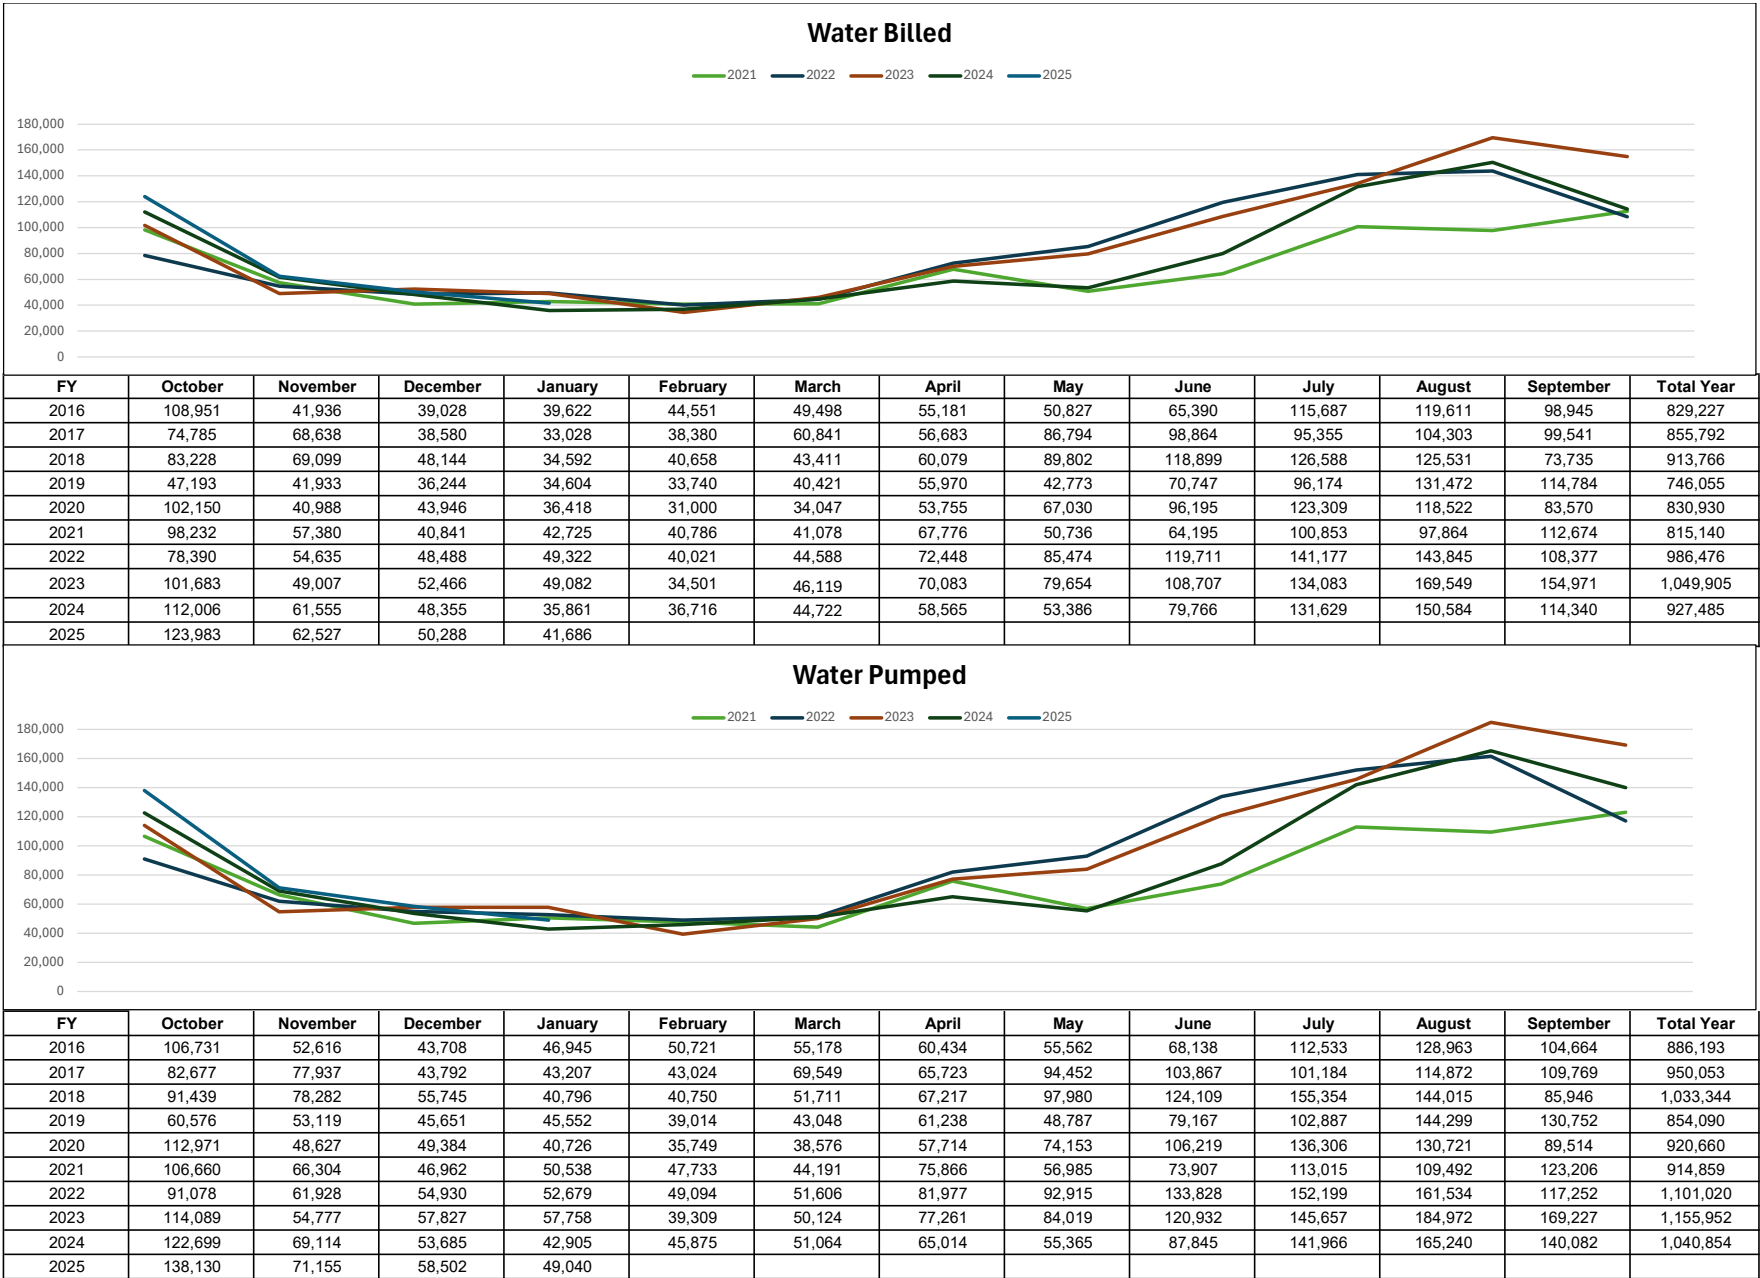 Water Billed
2021 2022 2023 2024 2025
180,000
160,000
140,000
120,000
100,000
80,000
60,000
40,000
20,000
0
FY October November December January February March April May June July August September Total Year
2016 108,951 41,936 39,028 39,622 44,551 49,498 55,181 50,827 65,390 115,687 119,611 98,945 829,227
2017 74,785 68,638 38,580 33,028 38,380 60,841 56,683 86,794 98,864 95,355 104,303 99,541 855,792
2018 83,228 69,099 48,144 34,592 40,658 43,411 60,079 89,802 118,899 126,588 125,531 73,735 913,766
2019 47,193 41,933 36,244 34,604 33,740 40,421 55,970 42,773 70,747 96,174 131,472 114,784 746,055
2020 102,150 40,988 43,946 36,418 31,000 34,047 53,755 67,030 96,195 123,309 118,522 83,570 830,930
2021 98,232 57,380 40,841 42,725 40,786 41,078 67,776 50,736 64,195 100,853 97,864 112,674 815,140
2022 78,390 54,635 48,488 49,322 40,021 44,588 72,448 85,474 119,711 141,177 143,845 108,377 986,476
2023 101,683 49,007 52,466 49,082 34,501 46,119 70,083 79,654 108,707 134,083 169,549 154,971 1,049,905
2024 112,006 61,555 48,355 35,861 36,716 44,722 58,565 53,386 79,766 131,629 150,584 114,340 927,485
2025 123,983 62,527 50,288 41,686
Water Pumped
2021 2022 2023 2024 2025
180,000
160,000
140,000
120,000
100,000
80,000
60,000
40,000
20,000
0
FY October November December January February March April May June July August September Total Year
2016 106,731 52,616 43,708 46,945 50,721 55,178 60,434 55,562 68,138 112,533 128,963 104,664 886,193
2017 82,677 77,937 43,792 43,207 43,024 69,549 65,723 94,452 103,867 101,184 114,872 109,769 950,053
2018 91,439 78,282 55,745 40,796 40,750 51,711 67,217 97,980 124,109 155,354 144,015 85,946 1,033,344
2019 60,576 53,119 45,651 45,552 39,014 43,048 61,238 48,787 79,167 102,887 144,299 130,752 854,090
2020 112,971 48,627 49,384 40,726 35,749 38,576 57,714 74,153 106,219 136,306 130,721 89,514 920,660
2021 106,660 66,304 46,962 50,538 47,733 44,191 75,866 56,985 73,907 113,015 109,492 123,206 914,859
2022 91,078 61,928 54,930 52,679 49,094 51,606 81,977 92,915 133,828 152,199 161,534 117,252 1,101,020
2023 114,089 54,777 57,827 57,758 39,309 50,124 77,261 84,019 120,932 145,657 184,972 169,227 1,155,952
2024 122,699 69,114 53,685 42,905 45,875 51,064 65,014 55,365 87,845 141,966 165,240 140,082 1,040,854
2025 138,130 71,155 58,502 49,040